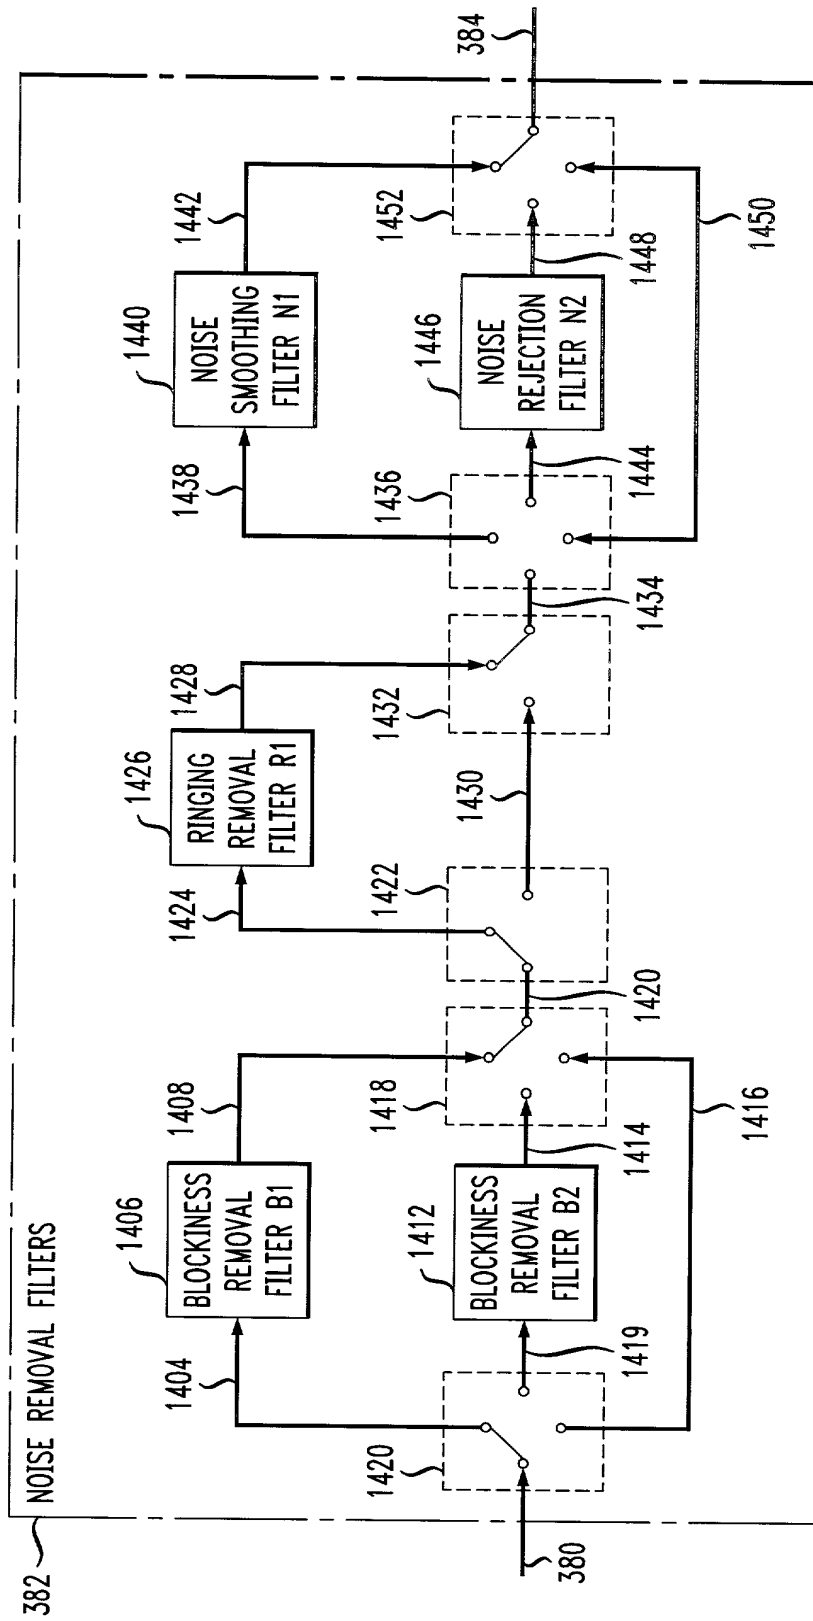 382
NOISE REMOVAL FILTERS
380
1420
1404
1406
BLOCKINESS
REMOVAL
FILTER B1
1408
1419
1412
BLOCKINESS
REMOVAL
FILTER B2
1414
1416
1418
1420
1422
1424
1426
RINGING
REMOVAL
FILTER R1
1428
1430
1432
1434
1436
1438
1440
NOISE
SMOOTHING
FILTER N1
1442
1444
1446
NOISE
REJECTION
FILTER N2
1448
1450
1452
384